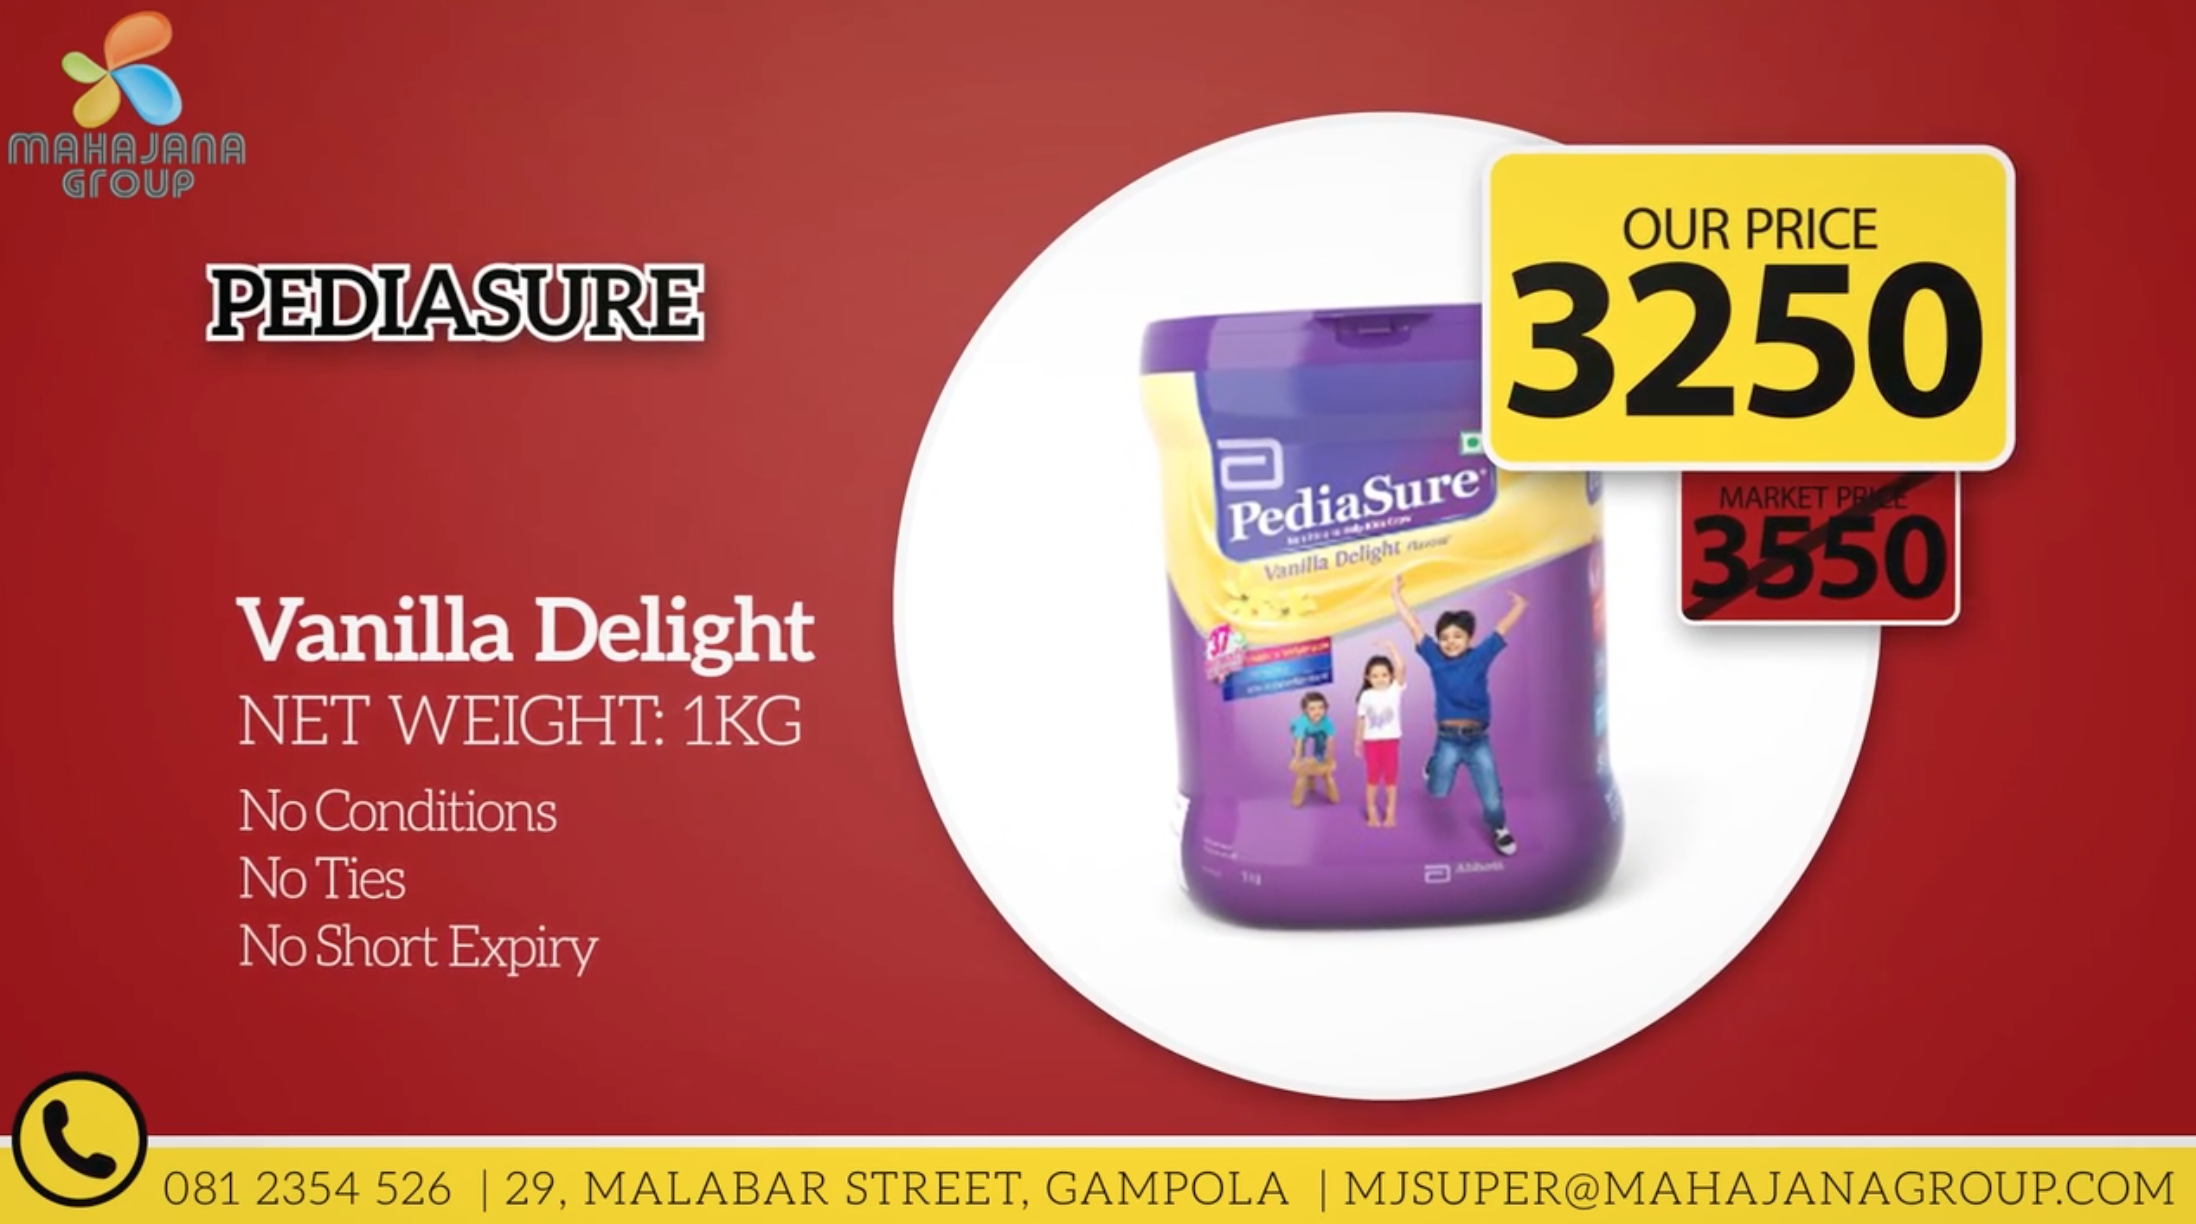 MAHAJANA
GROUP
PEDIASURE
OUR PRICE
3250
MARKET PRICE
3550
PediaSure
Vanilla Delight
Vanilla Delight
NET WEIGHT: 1KG
No Conditions
No Ties
No Short Expiry
Abbott
081 2354 526 | 29, MALABAR STREET, GAMPOLA | MJSUPER@MAHAJANAGROUP.COM